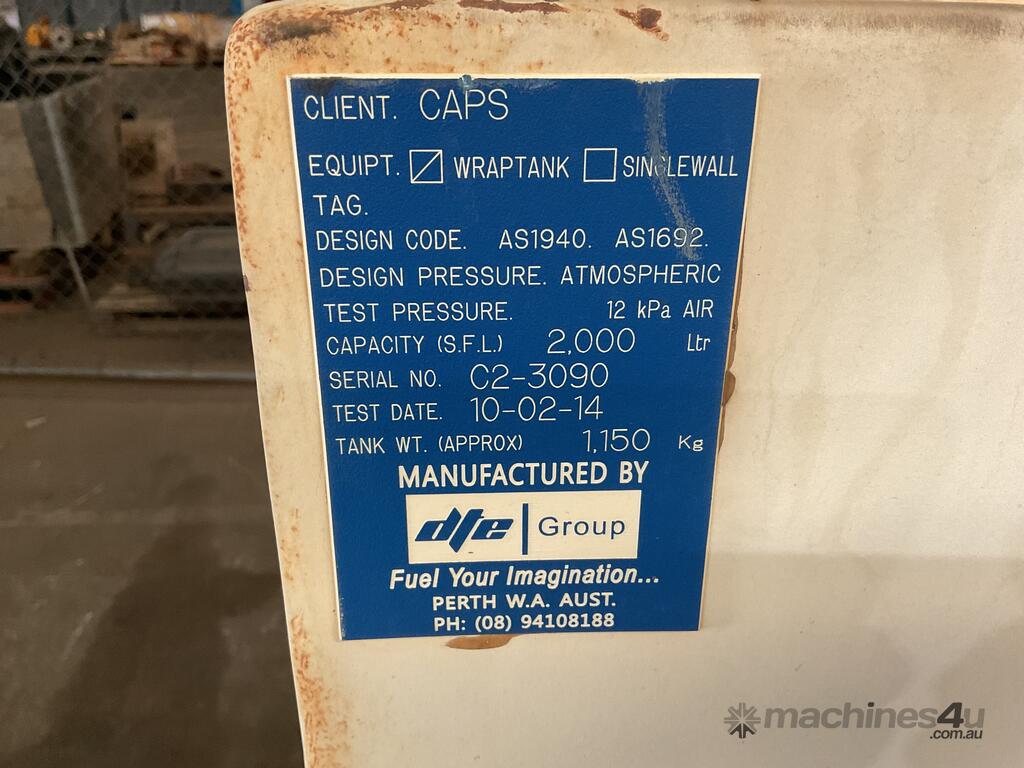 CLIENT. CAPS
EQUIPT. WRAPTANK SINGLEWALL
TAG.
DESIGN CODE. AS1940. AS1692.
DESIGN PRESSURE. ATMOSPHERIC
TEST PRESSURE. 12 kPa AIR
CAPACITY (S.F.L.) 2,000 Ltr
SERIAL NO. C2-3090
TEST DATE. 10-02-14
TANK WT. (APPROX) 1,150 Kg
MANUFACTURED BY
dte Group
Fuel Your Imagination...
PERTH W.A. AUST.
PH: (08) 94108188
machines4u
.com.au